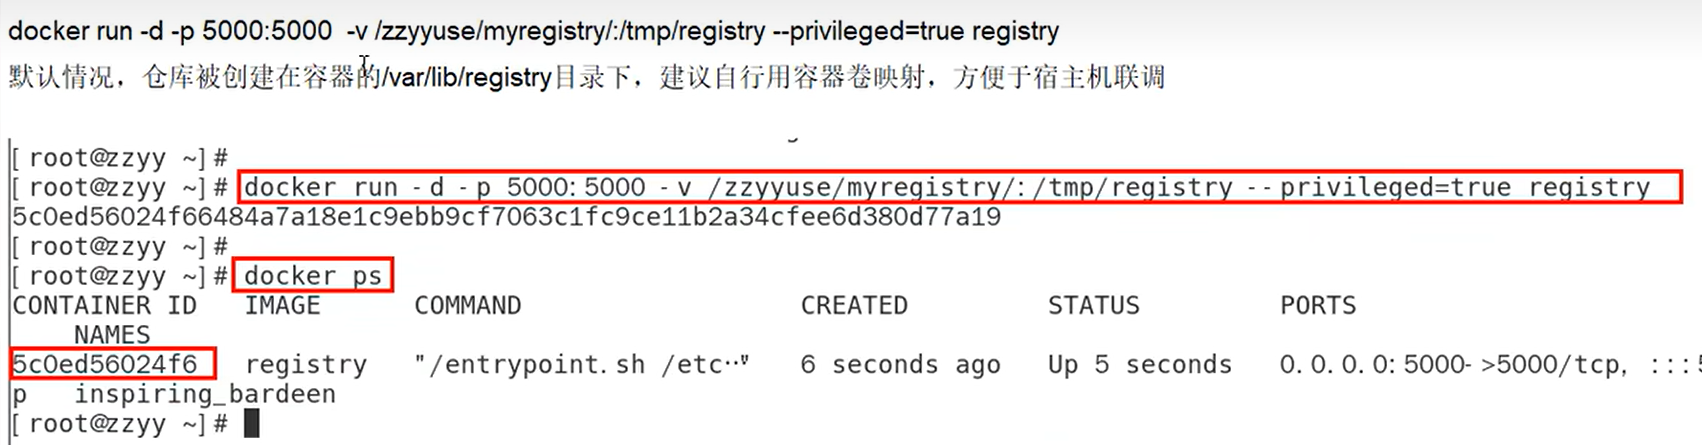 docker run -d -p 5000:5000  -v /zzyyuse/myregistry/:/tmp/registry --privileged=true registry
默认情况，仓库被创建在容器的/var/lib/registry目录下，建议自行用容器卷映射，方便于宿主机联调
[root@zzyy ~]#
[root@zzyy ~]# docker run -d -p 5000:5000 -v /zzyyuse/myregistry/:/tmp/registry --privileged=true registry
5c0ed56024f66484a7a18e1c9ebb9cf7063c1fc9ce11b2a34cfee6d380d77a19
[root@zzyy ~]#
[root@zzyy ~]# docker ps
CONTAINER ID   IMAGE      COMMAND                  CREATED         STATUS         PORTS
    NAMES
5c0ed56024f6   registry   "/entrypoint.sh /etc…"   6 seconds ago   Up 5 seconds   0.0.0.0:5000->5000/tcp, :::5
p    inspiring_bardeen
[root@zzyy ~]#